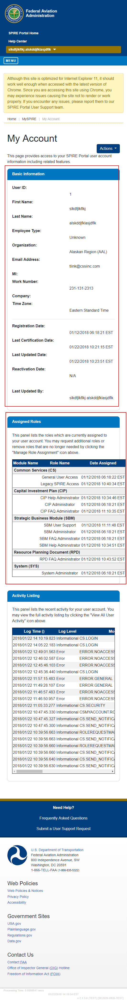 Federal Aviation
Administration
SPIRE Portal Home
Help Center
slkdfjlkflkj alskddjfklasjdflk
MENU
Although this site is optimized for Internet Explorer 11, it should
work well enough when accessed with the latest version of
Chrome. Since you are accessing this site using Chrome, you
may experience issues causing the site not to render or work
properly. If you encounter any issues, please report them to our
SPIRE Portal User Support team.
Home | MySPIRE | My Account
My Account
Actions
This page provides access to your SPIRE Portal user account
information including related features.
Basic Information
User ID:
1
First Name:
slkdfjlkflkj
Last Name:
alskddjfklasjdflk
Employee Type:
Unknown
Organization:
Alaskan Region (AAL)
Email Address:
tlink@cssiinc.com
MI:
Work Number:
231-131-2313
Company:
Time Zone:
Eastern Standard Time
Registration Date:
01/12/2018 06:18:21 EST
Last Certification Date:
01/22/2018 10:21:15 EST
Last Updated Date:
01/22/2018 10:23:51 EST
Reactivation Date:
N/A
Last Updated By:
slkdfjlkflkj alskddjfklasjdflk
Assigned Roles
This panel lists the roles which are currently assigned to
your user account. You may request additional roles or
remove roles that are no longer needed by clicking the
"Manage Role Assignment" icon above.
Module Name Role Name Date Assigned
Common Services (CS)
General User Access 01/12/2018 06:18:22 EST
Legacy SPIRE Access 01/12/2018 10:40:34 EST
Capital Investment Plan (CIP)
CIP Help Administrator 01/12/2018 10:34:46 EST
CIP Administrator 01/12/2018 06:18:21 EST
CIP FAQ Administrator 01/12/2018 11:10:35 EST
Strategic Business Module (SBM)
SBM User Support 01/12/2018 11:11:48 EST
SBM Administrator 01/12/2018 06:18:21 EST
SBM FAQ Administrator 01/12/2018 06:18:21 EST
SBM Help Administrator 01/12/2018 10:34:51 EST
Resource Planning Document (RPD)
RPD FAQ Administrator 01/12/2018 10:43:52 EST
System (SYS)
System Administrator 01/12/2018 06:18:21 EST
Activity Listing
This panel lists the recent activity for your user account. You
may view the full activity listing by clicking the "View All User
Activity" icon above.
Log Time () Log Level Mo
2018/01/22 14:10:19.823 Informational CS.LOGIN
2018/01/22 14:05:22.183 Informational CS.LOGIN
2018/01/22 12:49:01.563 Error ERROR.NOACCESS
2018/01/22 12:46:02.587 Error ERROR.NOACCESS
2018/01/22 12:45:46.103 Error ERROR.NOACCESS
2018/01/22 12:45:36.440 Informational CS.LOGIN
2018/01/22 11:57:15.483 Error ERROR.GENERAL
2018/01/22 11:49:28.107 Error ERROR.GENERAL
2018/01/22 11:46:57.483 Error ERROR.NOACCESS
2018/01/22 11:46:50.957 Error ERROR.NOACCESS
2018/01/22 11:05:33.277 Informational CS.SECURITY
2018/01/22 10:47:45.330 Informational CSMYACCOUNT.RO
2018/01/22 10:47:45.327 Informational CS.SEND_NOTIFICA
2018/01/22 10:47:45.300 Informational CS.SEND_NOTIFICA
2018/01/22 10:39:56.663 Informational ROLEREQUESTMA
2018/01/22 10:39:56.663 Informational CS.SEND_NOTIFICA
2018/01/22 10:39:56.660 Informational ROLEREQUESTMA
2018/01/22 10:39:56.660 Informational CS.SEND_NOTIFICA
2018/01/22 10:39:56.640 Informational CS.SEND_NOTIFICA
2018/01/22 10:39:56.630 Informational CS.SEND_NOTIFICA
Need Help?
Frequently Asked Questions
Submit a User Support Request
U.S. Department of Transportation
Federal Aviation Administration
800 Independence Avenue, SW
Washington, DC 20591
1-866-TELL-FAA (1-866-835-5322)
Web Policies
Web Policies & Notices
Privacy Policy
Accessibility
Government Sites
USA.gov
Plainlanguage.gov
Regulations.gov
Data.gov
Contact Us
Contact FAA
Office of Inspector General (OIG) Hotline
Freedom of Information Act (FOIA)
Processing Time: 0.6880041 secs
01/22/2018 14:10:54 EST
v 2.1.3.0 (TEST) [SE2020-WEB-TEST]